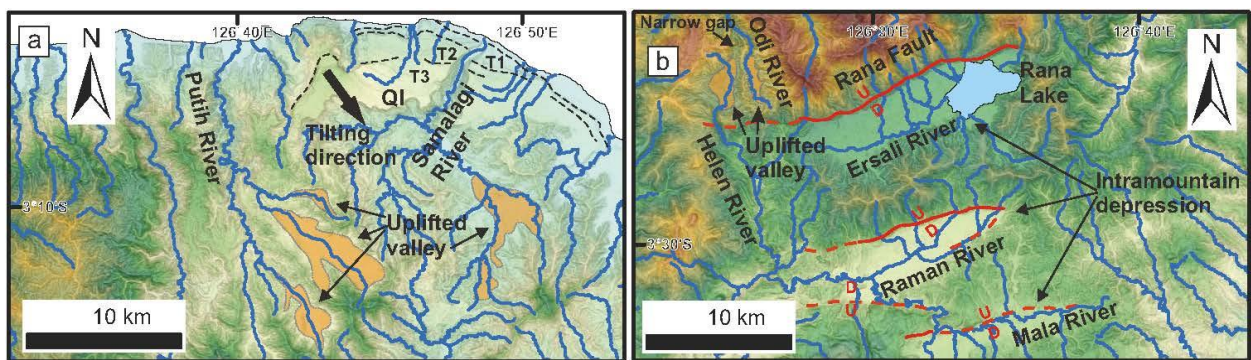 a
N
126°40'E
126°50'E
T2
T1
T3
Ql
Putih River
Tilting
direction
Samalagi
River
3°10'S
Uplifted
valley
10 km
b
Narrow gap
Odi River
126°30'E
126°40'E
N
Rana Fault
U
D
Rana
Lake
Helen River
Uplifted
valley
Ersali River
Intramountain
depression
U
D
3°30'S
Raman River
D
U
U
D
Mala River
10 km